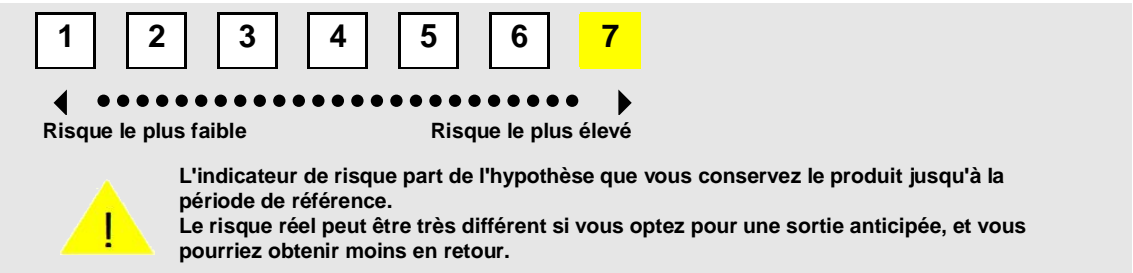 1 2 3 4 5 6 7
Risque le plus faible Risque le plus élevé
L'indicateur de risque part de l'hypothèse que vous conservez le produit jusqu'à la
période de référence.
Le risque réel peut être très différent si vous optez pour une sortie anticipée, et vous
pourriez obtenir moins en retour.
!